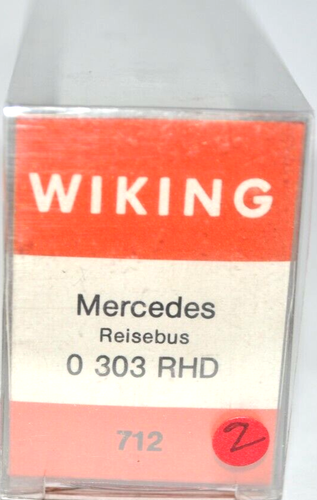 WIKING
Mercedes
Reisebus
0 303 RHD
712
2